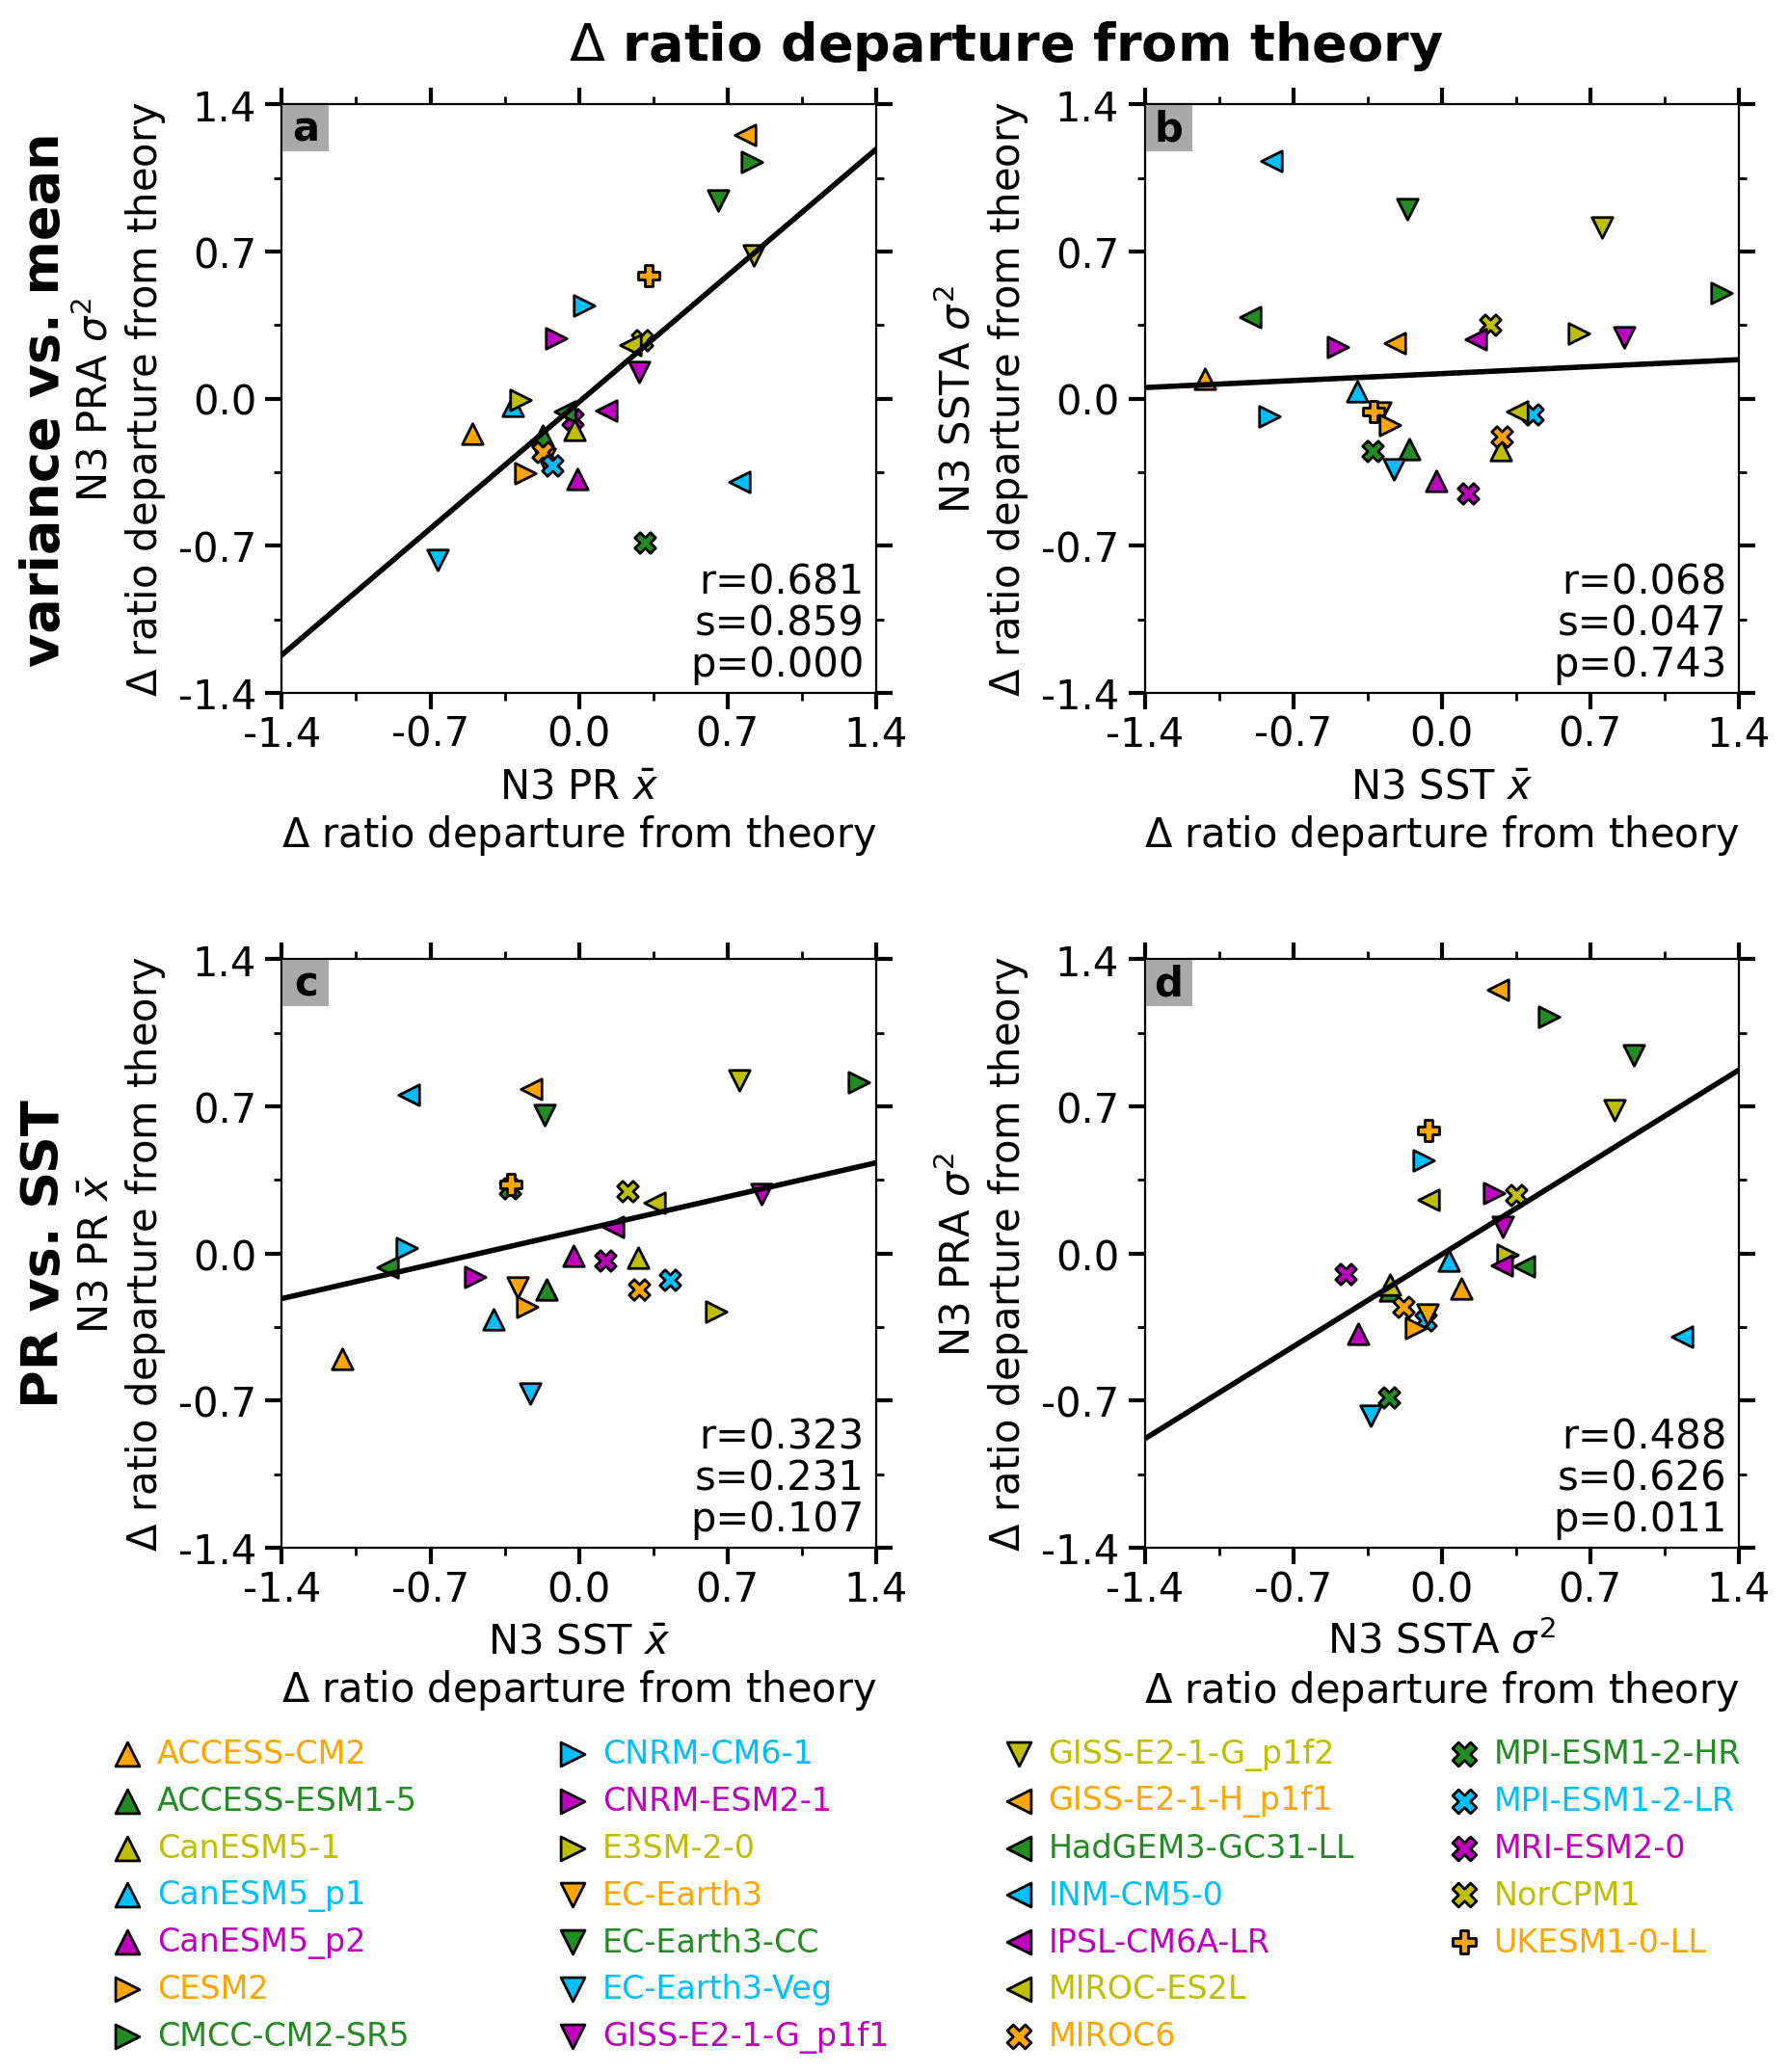 Δ ratio departure from theory
variance vs. mean
a
N3 PRA σ²
Δ ratio departure from theory
1.4
0.7
0.0
-0.7
-1.4
r=0.681
s=0.859
p=0.000
-1.4 -0.7 0.0 0.7 1.4
N3 PR x̄
Δ ratio departure from theory
b
N3 SSTA σ²
Δ ratio departure from theory
1.4
0.7
0.0
-0.7
-1.4
r=0.068
s=0.047
p=0.743
-1.4 -0.7 0.0 0.7 1.4
N3 SST x̄
Δ ratio departure from theory
PR vs. SST
c
N3 PR x̄
Δ ratio departure from theory
1.4
0.7
0.0
-0.7
-1.4
r=0.323
s=0.231
p=0.107
-1.4 -0.7 0.0 0.7 1.4
N3 SST x̄
Δ ratio departure from theory
d
N3 PRA σ²
Δ ratio departure from theory
1.4
0.7
0.0
-0.7
-1.4
r=0.488
s=0.626
p=0.011
-1.4 -0.7 0.0 0.7 1.4
N3 SSTA σ²
Δ ratio departure from theory
ACCESS-CM2
ACCESS-ESM1-5
CanESM5-1
CanESM5_p1
CanESM5_p2
CESM2
CMCC-CM2-SR5
CNRM-CM6-1
CNRM-ESM2-1
E3SM-2-0
EC-Earth3
EC-Earth3-CC
EC-Earth3-Veg
GISS-E2-1-G_p1f1
GISS-E2-1-G_p1f2
GISS-E2-1-H_p1f1
HadGEM3-GC31-LL
INM-CM5-0
IPSL-CM6A-LR
MIROC-ES2L
MIROC6
MPI-ESM1-2-HR
MPI-ESM1-2-LR
MRI-ESM2-0
NorCPM1
UKESM1-0-LL